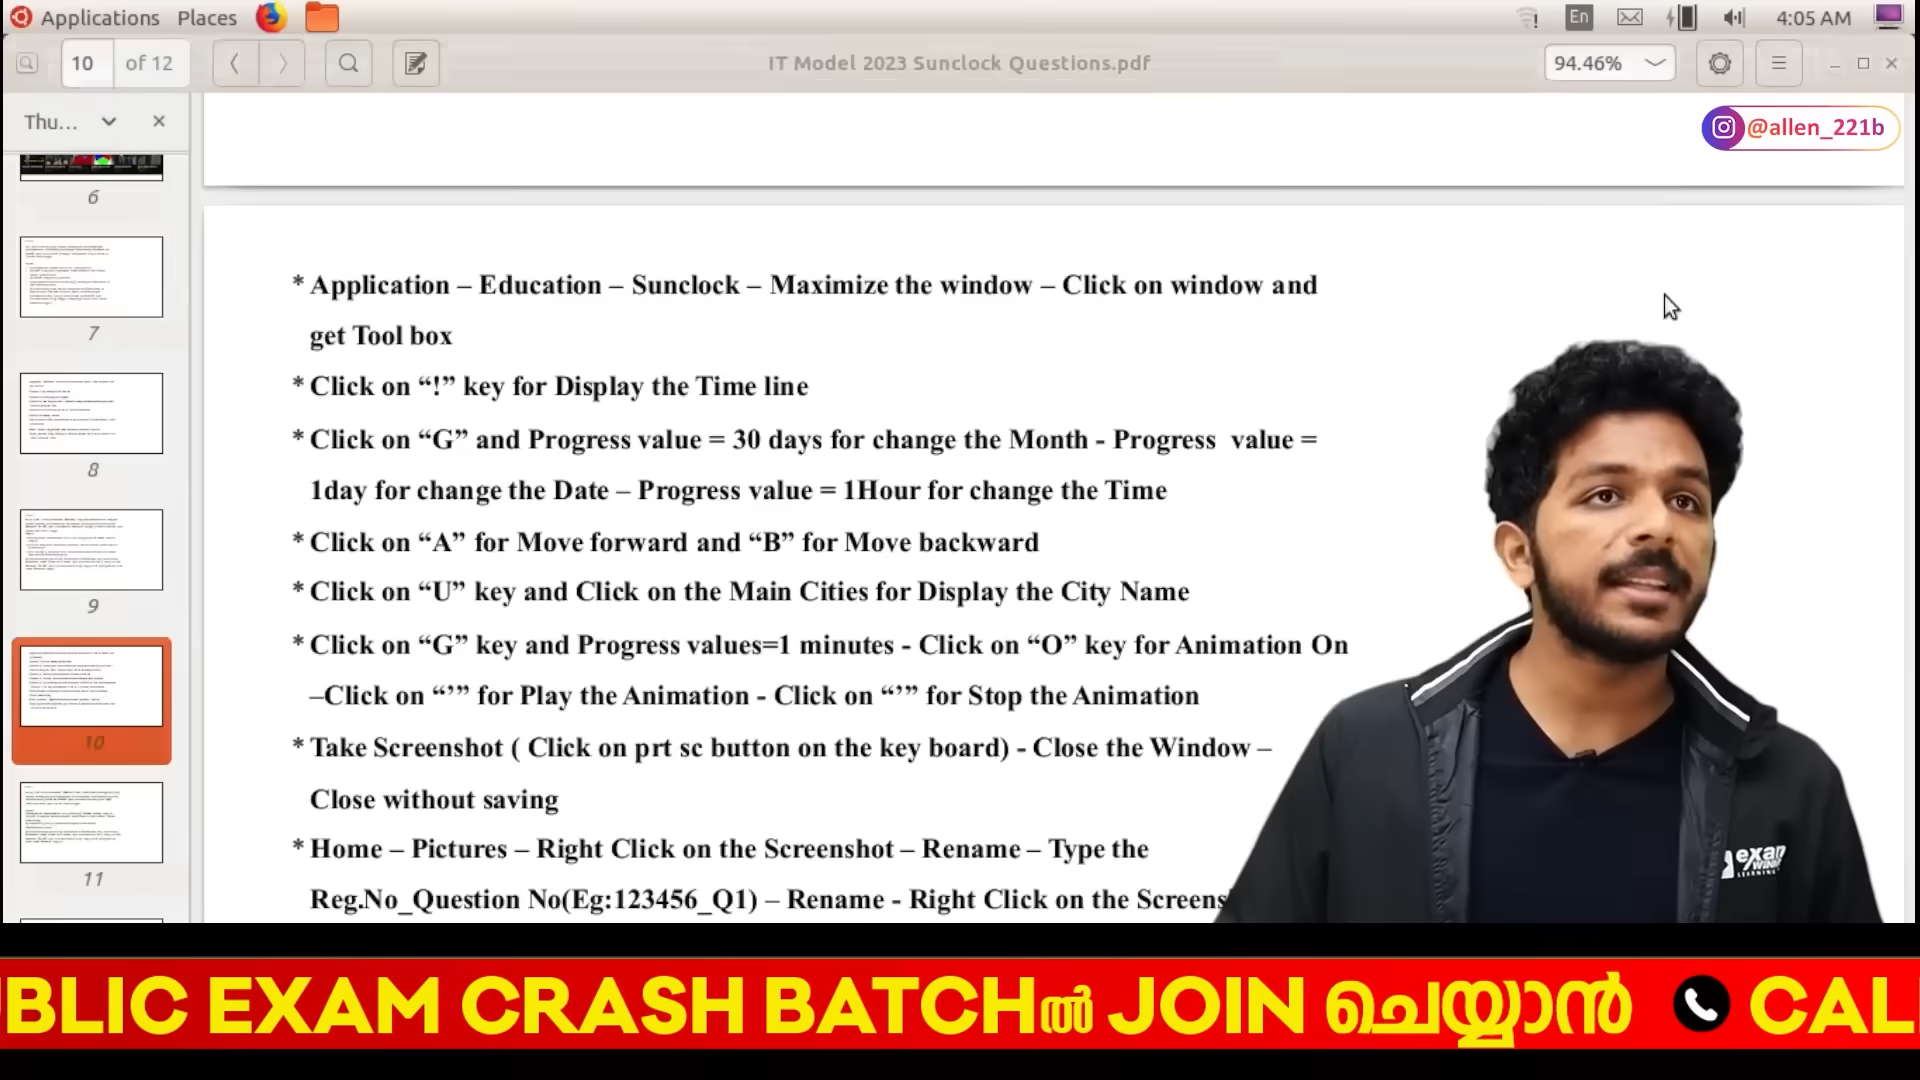 Applications Places En 4:05 AM
10 of 12 IT Model 2023 Sunclock Questions.pdf 94.46%
Thu...
@allen_221b
6
7
8
9
10
11
* Application – Education – Sunclock – Maximize the window – Click on window and
get Tool box
* Click on “!” key for Display the Time line
* Click on “G” and Progress value = 30 days for change the Month - Progress value =
1day for change the Date – Progress value = 1Hour for change the Time
* Click on “A” for Move forward and “B” for Move backward
* Click on “U” key and Click on the Main Cities for Display the City Name
* Click on “G” key and Progress values=1 minutes - Click on “O” key for Animation On
–Click on “’” for Play the Animation - Click on “’” for Stop the Animation
* Take Screenshot ( Click on prt sc button on the key board) - Close the Window –
Close without saving
* Home – Pictures – Right Click on the Screenshot – Rename – Type the
Reg.No_Question No(Eg:123456_Q1) – Rename - Right Click on the Screens
exam
WINNER
LEARNING
UBLIC EXAM CRASH BATCHൽ JOIN ചെയ്യാൻ CAL